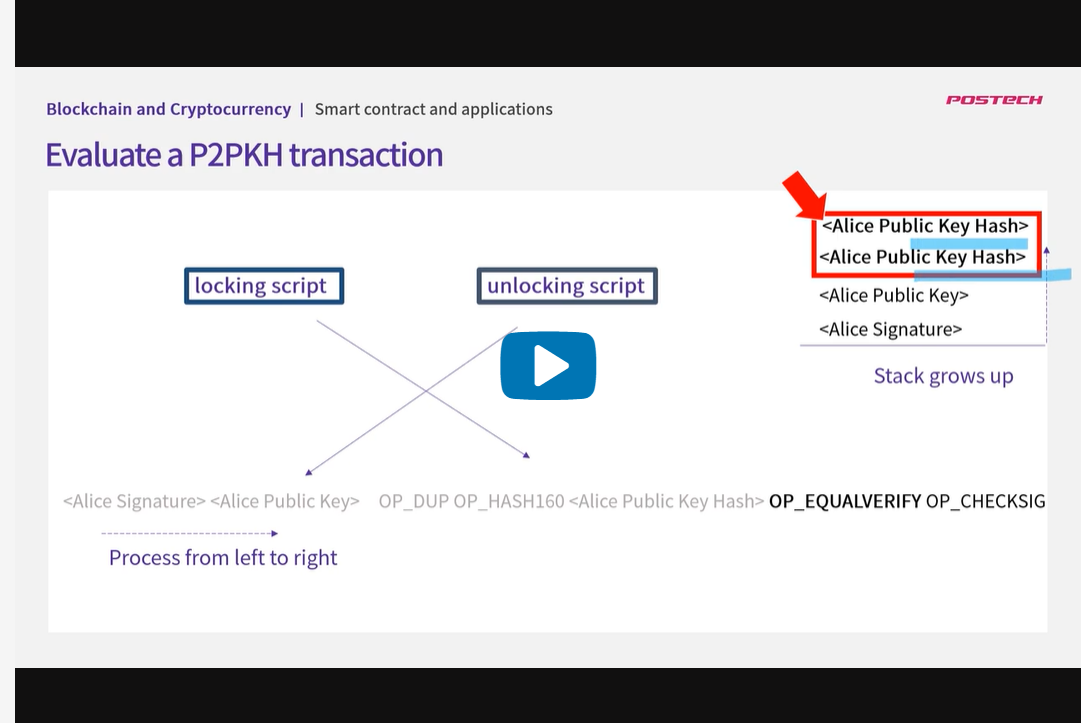 Blockchain and Cryptocurrency | Smart contract and applications
POSTECH
Evaluate a P2PKH transaction
<Alice Public Key Hash>
<Alice Public Key Hash>
<Alice Public Key>
<Alice Signature>
Stack grows up
locking script
unlocking script
<Alice Signature> <Alice Public Key> OP_DUP OP_HASH160 <Alice Public Key Hash> OP_EQUALVERIFY OP_CHECKSIG
Process from left to right